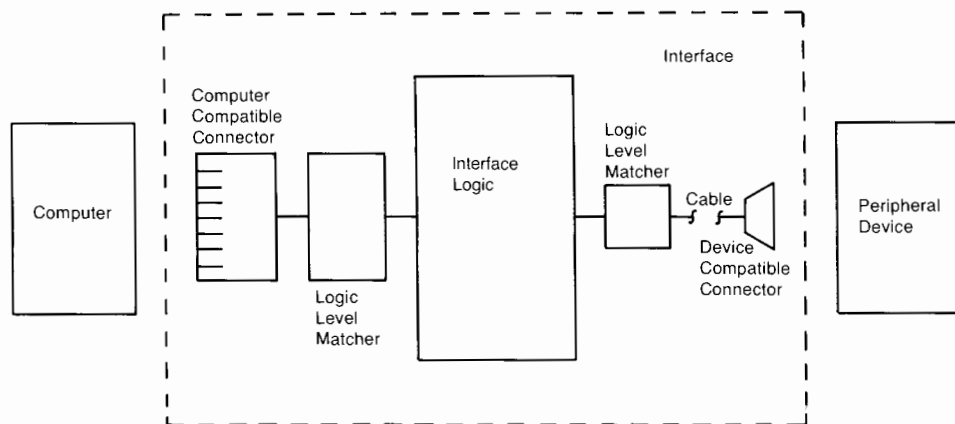 Interface
Computer
Compatible
Connector
Computer
Logic
Level
Matcher
Interface
Logic
Logic
Level
Matcher
Cable
Device
Compatible
Connector
Peripheral
Device